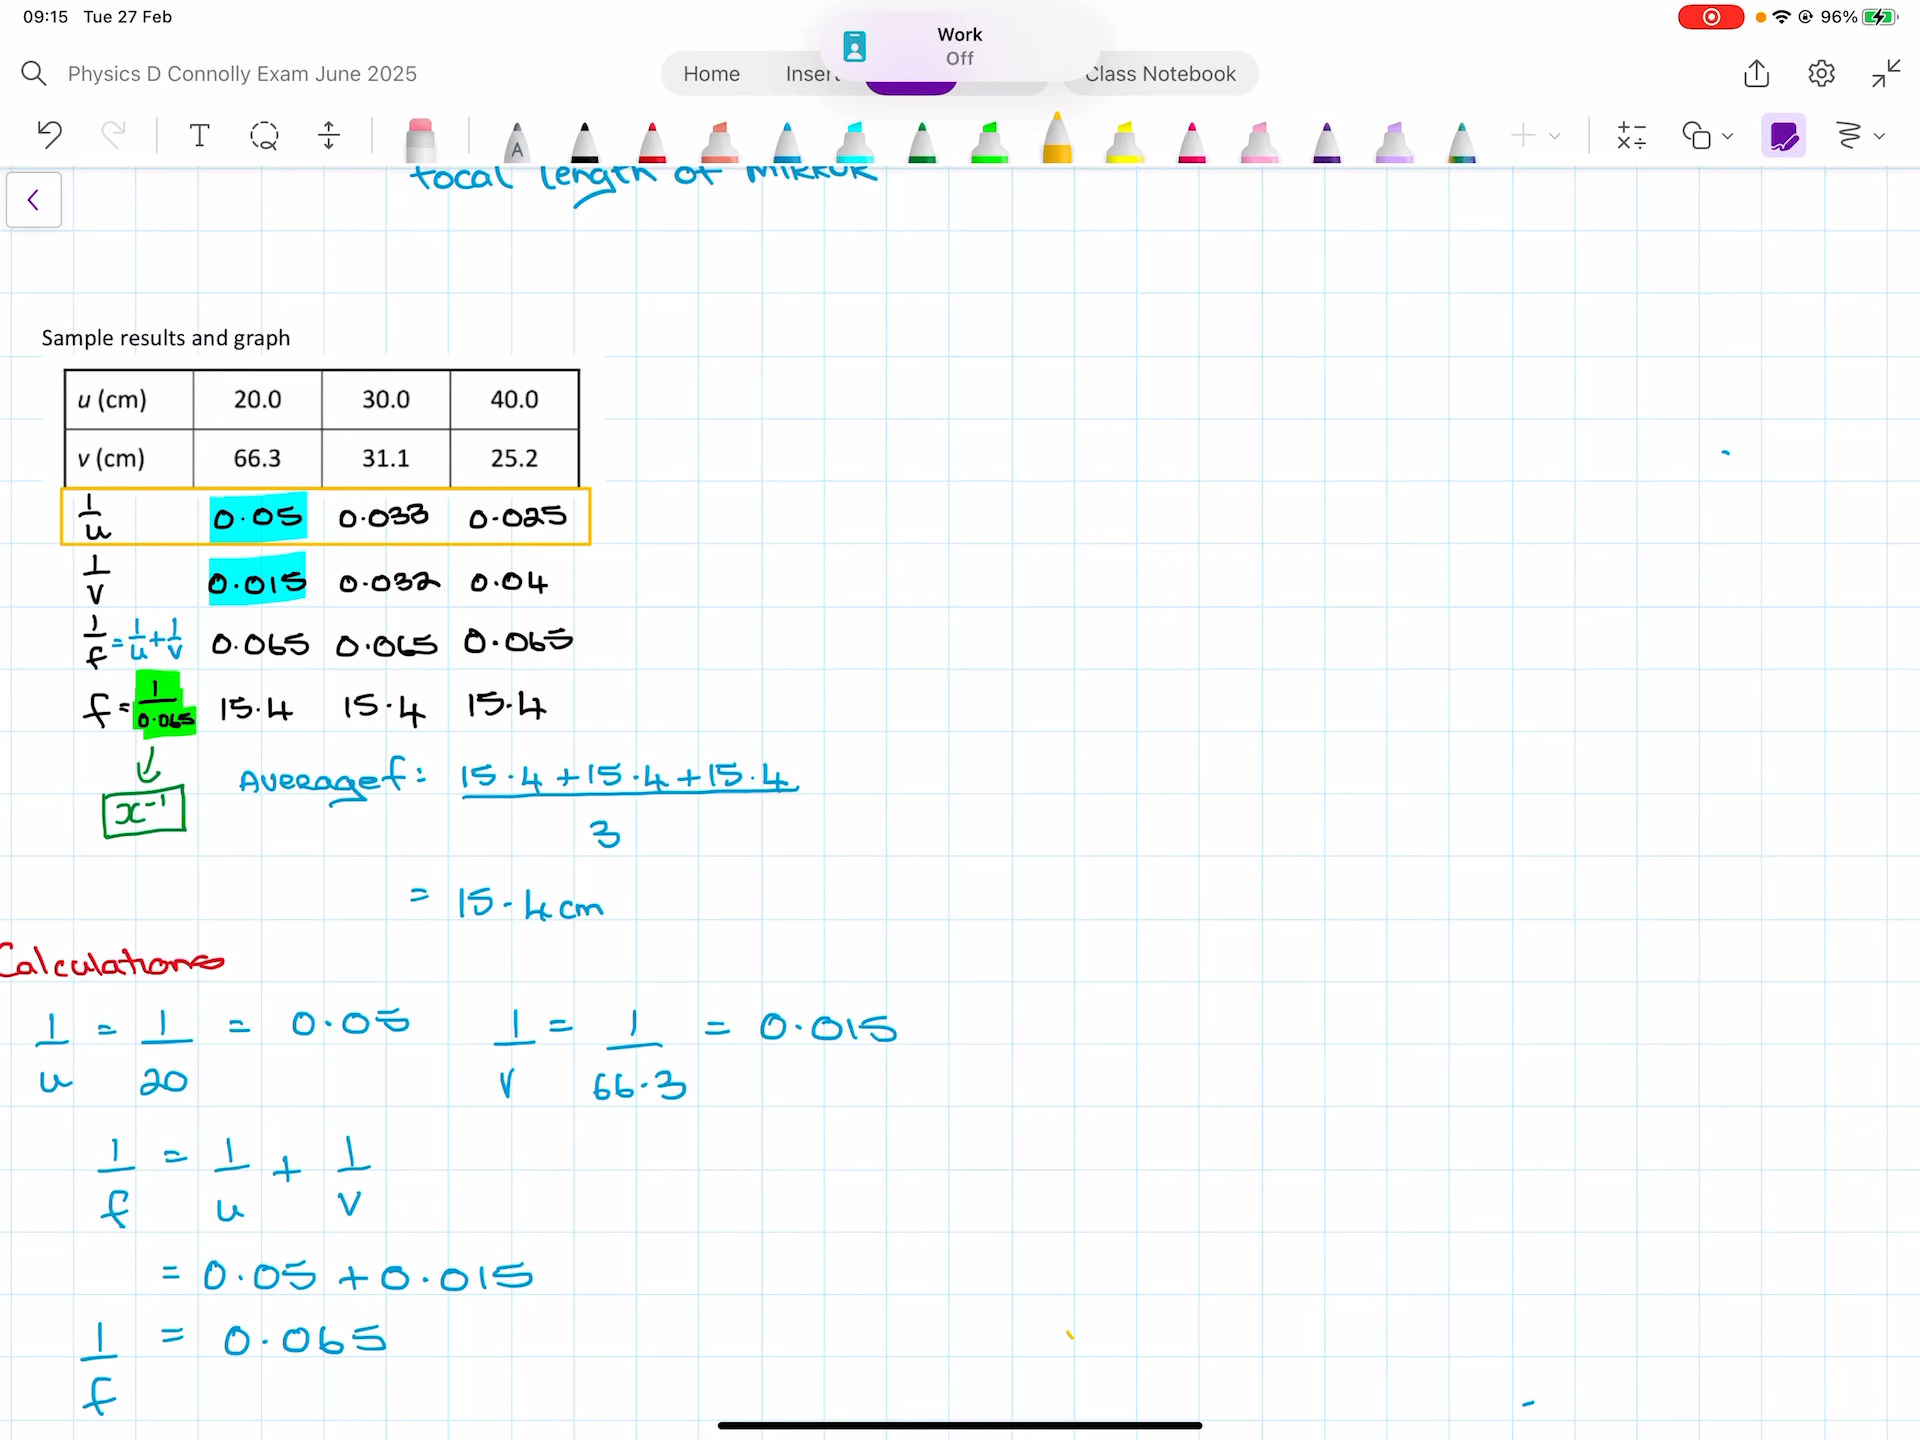 09:15 Tue 27 Feb
96%
Work
Off
Physics D Connolly Exam June 2025
Home Inser Class Notebook
focal length of MIRROR
Sample results and graph
u (cm) 20.0 30.0 40.0
v (cm) 66.3 31.1 25.2
1/u 0.05 0.033 0.025
1/v 0.015 0.032 0.04
1/f = 1/u + 1/v 0.065 0.065 0.065
f = 1/0.065 15.4 15.4 15.4
x⁻¹
Average f: (15.4 + 15.4 + 15.4)/3
= 15.4 cm
Calculations
1/u = 1/20 = 0.05 1/v = 1/66.3 = 0.015
1/f = 1/u + 1/v
= 0.05 + 0.015
1/f = 0.065